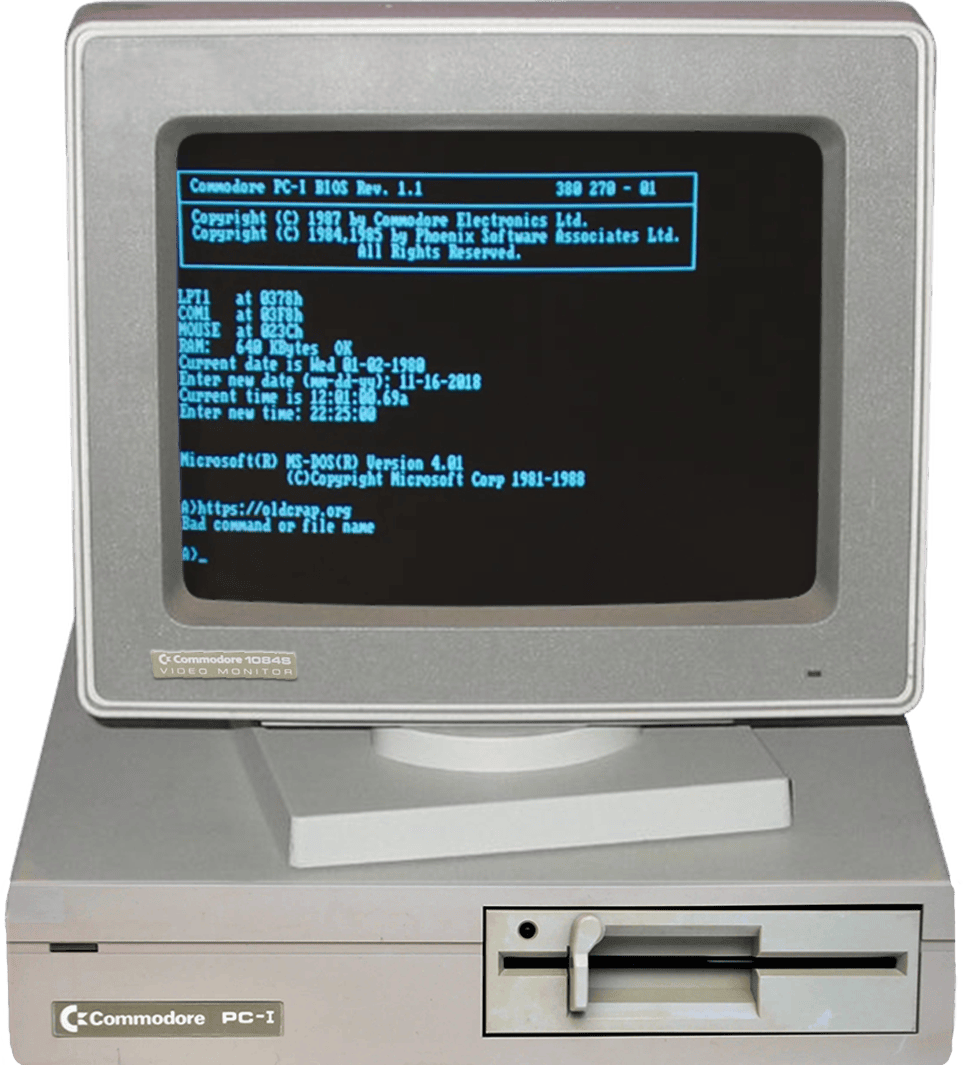 Commodore PC-I BIOS Rev. 1.1 380 270 - 01
Copyright (C) 1987 by Commodore Electronics Ltd.
Copyright (C) 1984,1985 by Phoenix Software Associates Ltd.
All Rights Reserved.
LPT1 at 0378h
COM1 at 03F8h
MOUSE at 023Ch
RAM: 640 KBytes OK
Current date is Wed 01-02-1980
Enter new date (mm-dd-yy): 11-16-2018
Current time is 12:01:00.69a
Enter new time: 22:25:00
Microsoft(R) MS-DOS(R) Version 4.01
(C)Copyright Microsoft Corp 1981-1988
A>https://oldcrap.org
Bad command or file name
A>_
Commodore 1084S
VIDEO MONITOR
Commodore PC-I